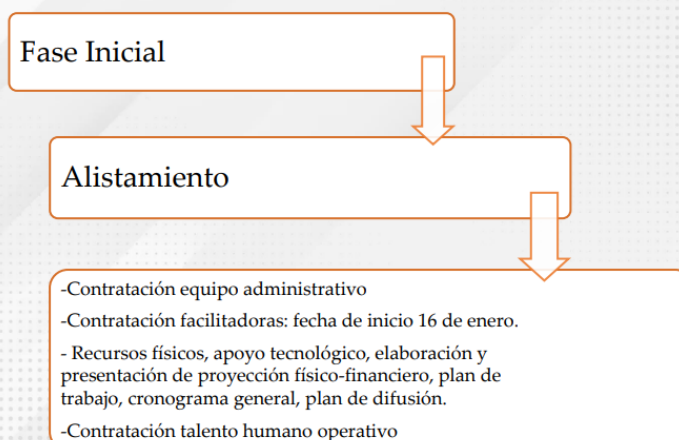 Fase Inicial
Alistamiento
-Contratación equipo administrativo
-Contratación facilitadoras: fecha de inicio 16 de enero.
- Recursos físicos, apoyo tecnológico, elaboración y
presentación de proyección físico-financiero, plan de
trabajo, cronograma general, plan de difusión.
-Contratación talento humano operativo